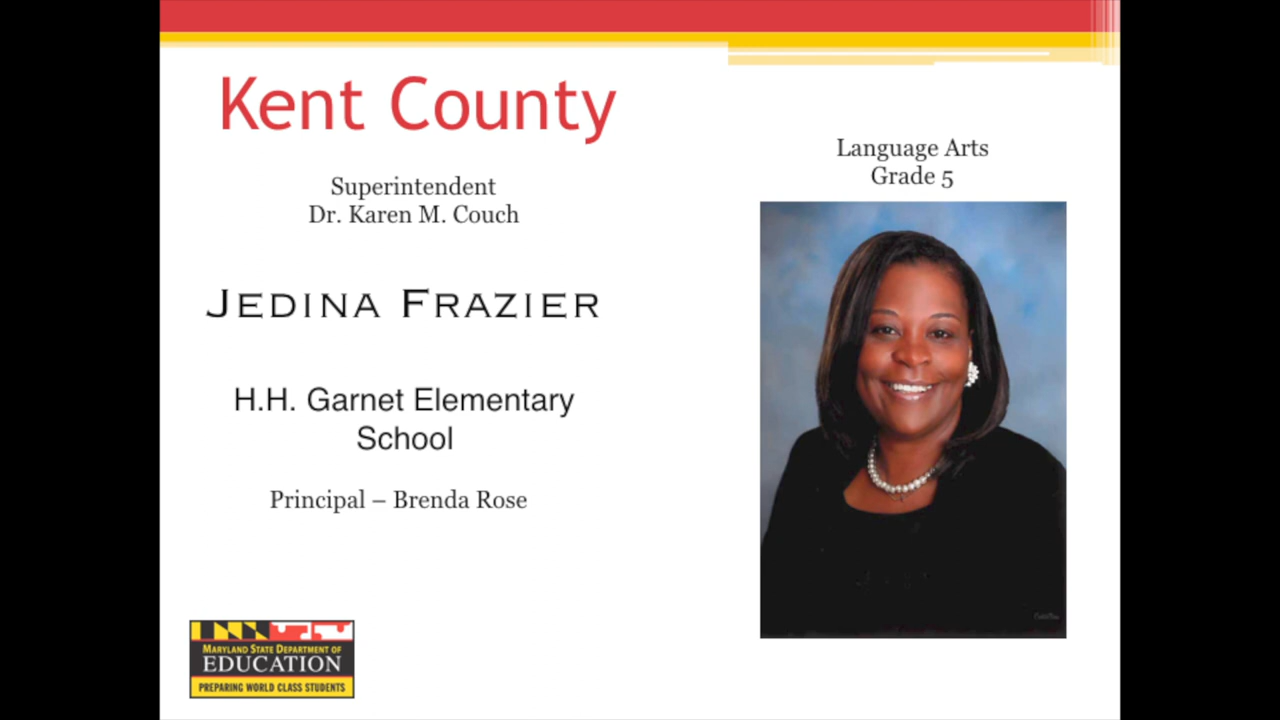 Kent County
Superintendent
Dr. Karen M. Couch
JEDINA FRAZIER
H.H. Garnet Elementary
School
Principal – Brenda Rose
Language Arts
Grade 5
MARYLAND STATE DEPARTMENT OF
EDUCATION
PREPARING WORLD CLASS STUDENTS